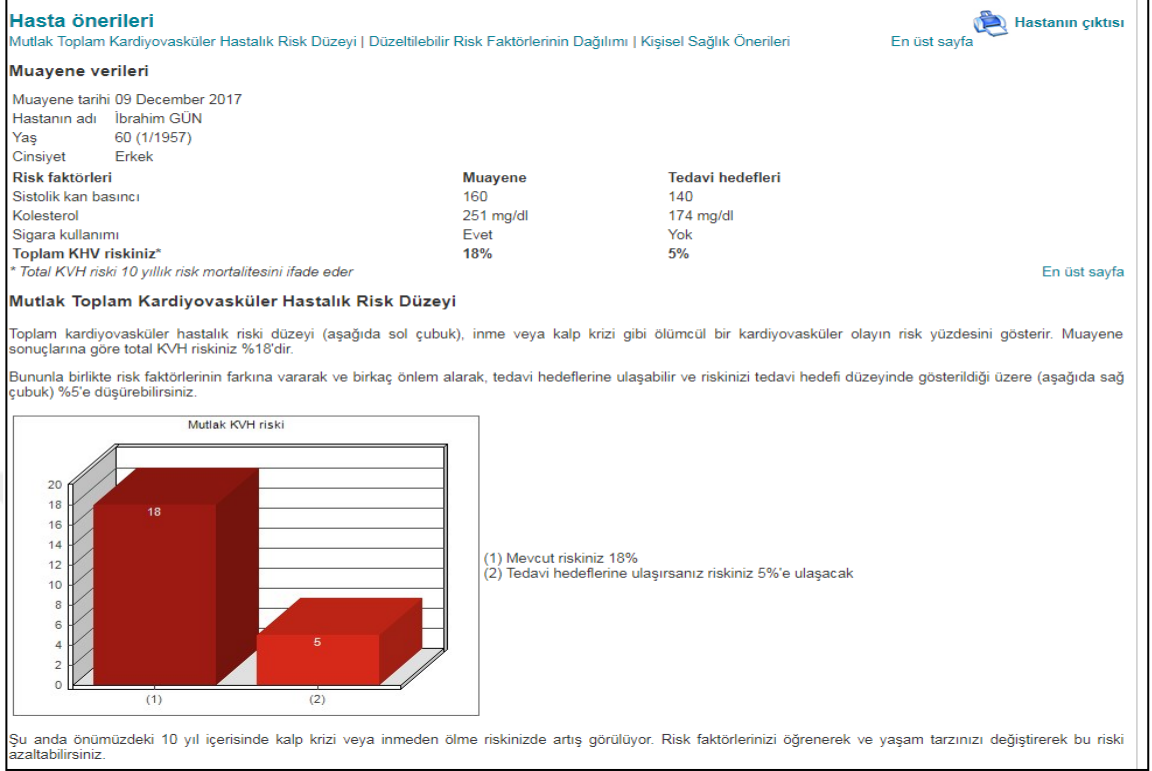 Hasta önerileri
Hastanın çıktısı
Mutlak Toplam Kardiyovasküler Hastalık Risk Düzeyi | Düzeltilebilir Risk Faktörlerinin Dağılımı | Kişisel Sağlık Önerileri En üst sayfa
Muayene verileri
Muayene tarihi 09 December 2017
Hastanın adı İbrahim GÜN
Yaş 60 (1/1957)
Cinsiyet Erkek
Risk faktörleri Muayene Tedavi hedefleri
Sistolik kan basıncı 160 140
Kolesterol 251 mg/dl 174 mg/dl
Sigara kullanımı Evet Yok
Toplam KHV riskiniz* 18% 5%
* Total KVH riski 10 yıllık risk mortalitesini ifade eder En üst sayfa
Mutlak Toplam Kardiyovasküler Hastalık Risk Düzeyi
Toplam kardiyovasküler hastalık riski düzeyi (aşağıda sol çubuk), inme veya kalp krizi gibi ölümcül bir kardiyovasküler olayın risk yüzdesini gösterir. Muayene
sonuçlarına göre total KVH riskiniz %18'dir.
Bununla birlikte risk faktörlerinin farkına vararak ve birkaç önlem alarak, tedavi hedeflerine ulaşabilir ve riskinizi tedavi hedefi düzeyinde gösterildiği üzere (aşağıda sağ
çubuk) %5'e düşürebilirsiniz.
Mutlak KVH riski
20
18
16
14
12
10
8
6
4
2
0
18
5
(1) (2)
(1) Mevcut riskiniz 18%
(2) Tedavi hedeflerine ulaşırsanız riskiniz 5%'e ulaşacak
Şu anda önümüzdeki 10 yıl içerisinde kalp krizi veya inmeden ölme riskinizde artış görülüyor. Risk faktörlerinizi öğrenerek ve yaşam tarzınızı değiştirerek bu riski
azaltabilirsiniz.